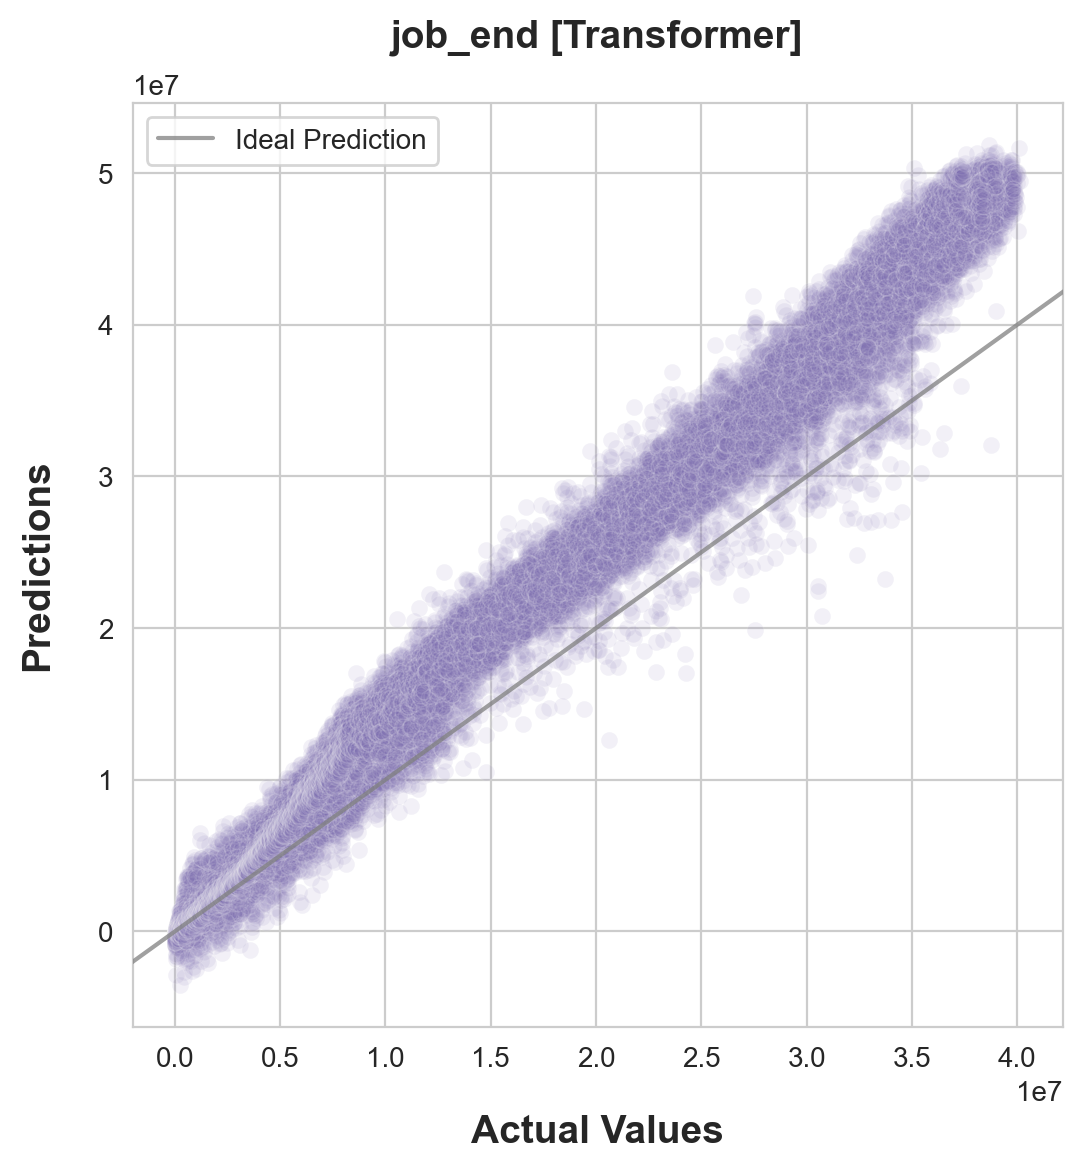 job_end [Transformer]
1e7
Ideal Prediction
5
4
3
2
1
0
Predictions
0.0 0.5 1.0 1.5 2.0 2.5 3.0 3.5 4.0
1e7
Actual Values